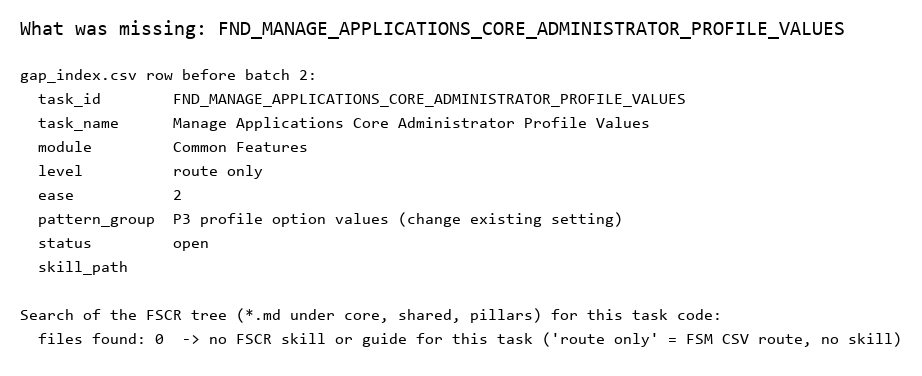 What was missing: FND_MANAGE_APPLICATIONS_CORE_ADMINISTRATOR_PROFILE_VALUES
gap_index.csv row before batch 2:
task_id FND_MANAGE_APPLICATIONS_CORE_ADMINISTRATOR_PROFILE_VALUES
task_name Manage Applications Core Administrator Profile Values
module Common Features
level route only
ease 2
pattern_group P3 profile option values (change existing setting)
status open
skill_path
Search of the FSCR tree (*.md under core, shared, pillars) for this task code:
files found: 0 -> no FSCR skill or guide for this task ('route only' = FSM CSV route, no skill)